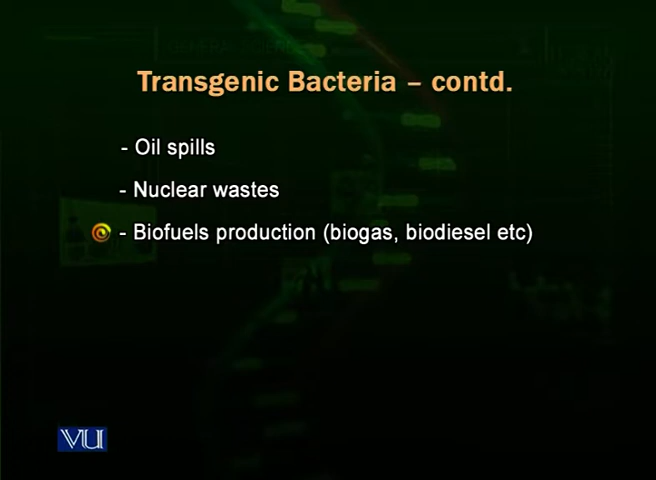 Transgenic Bacteria – contd.
- Oil spills
- Nuclear wastes
- Biofuels production (biogas, biodiesel etc)
VU